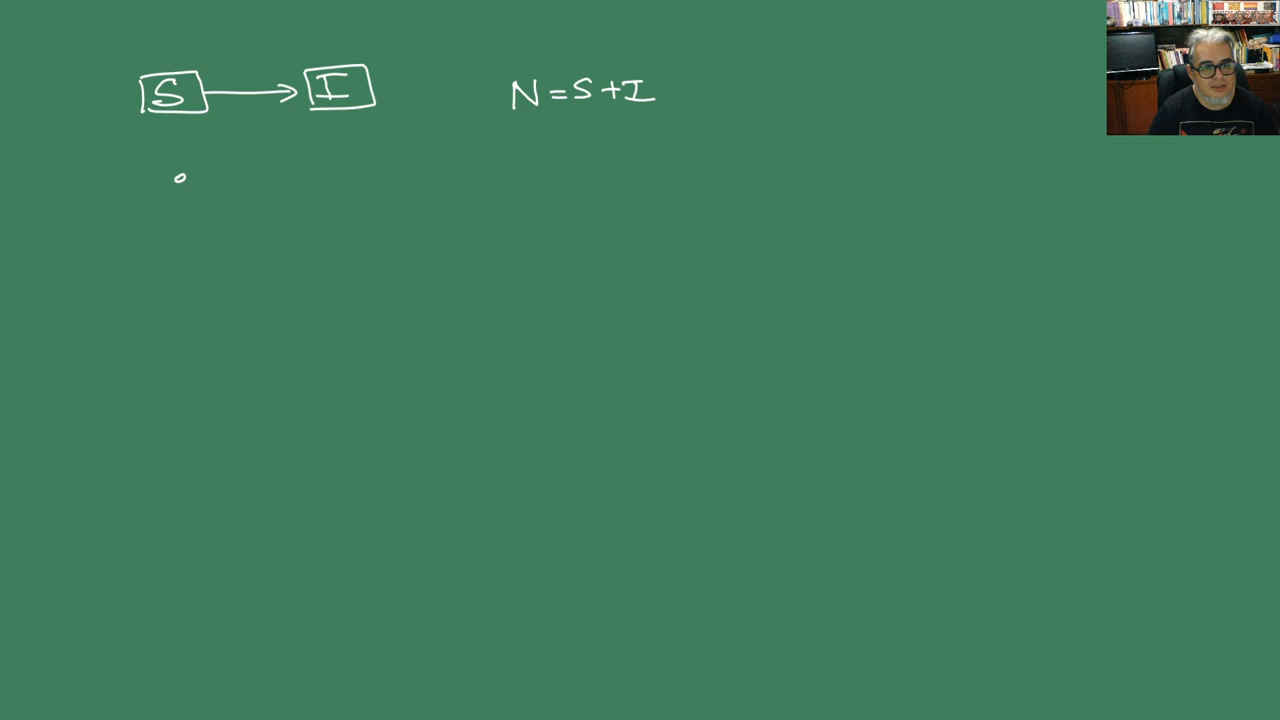 S → I N = S + I